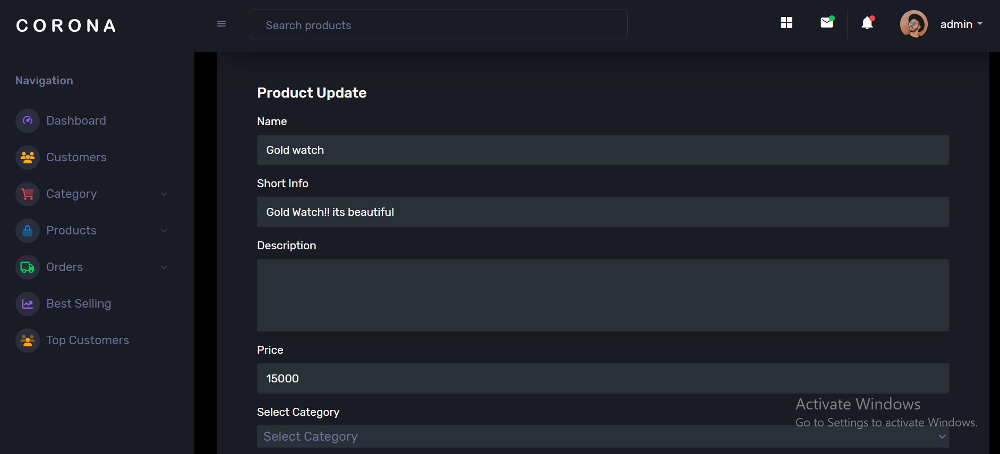 CORONA
Search products
admin
Navigation
Dashboard
Customers
Category
Products
Orders
Best Selling
Top Customers
Product Update
Name
Gold watch
Short Info
Gold Watch!! its beautiful
Description
Price
15000
Select Category
Select Category
Activate Windows
Go to Settings to activate Windows.